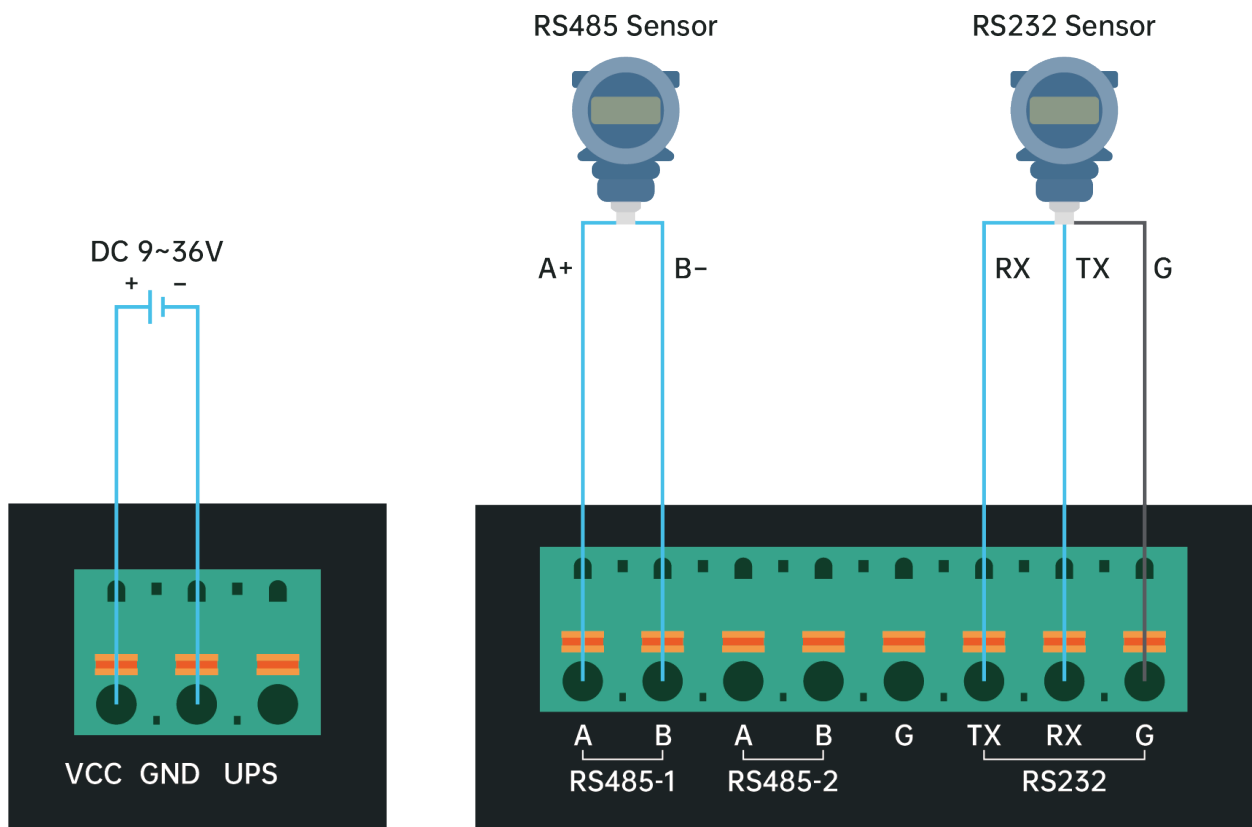 RS485 Sensor
RS232 Sensor
DC 9~36V
+ −
A+
B−
RX
TX
G
A B A B G TX RX G
RS485-1
RS485-2
RS232
VCC GND UPS